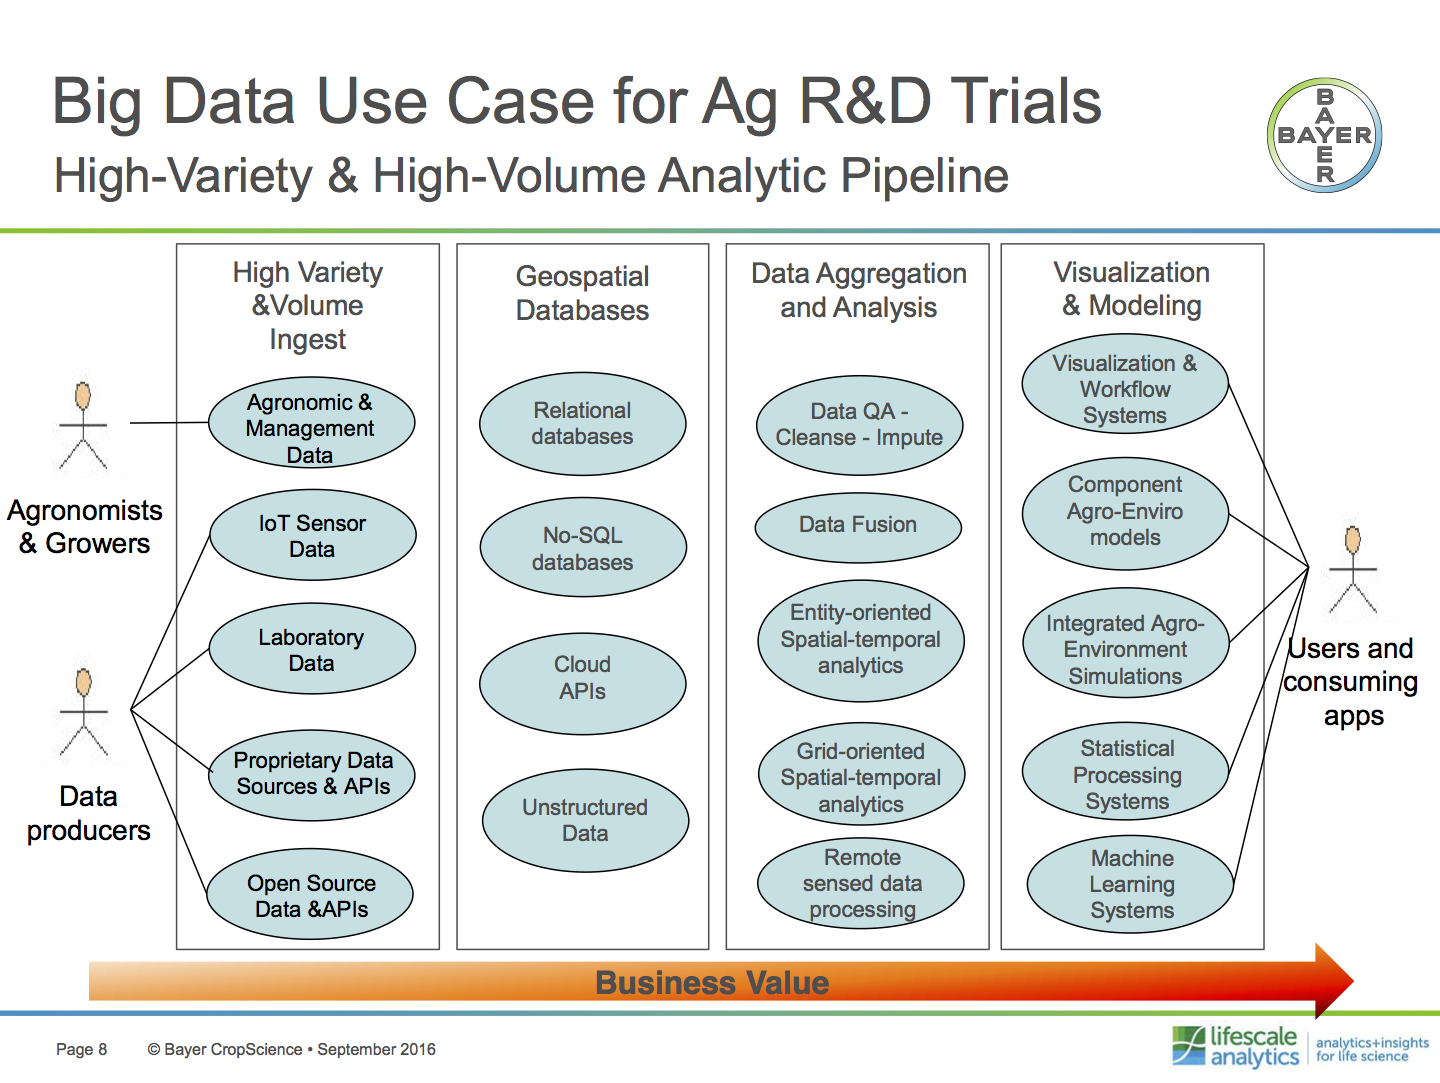 Big Data Use Case for Ag R&D Trials
High-Variety & High-Volume Analytic Pipeline
BAYER
BAYER
High Variety
&Volume
Ingest
Agronomic &
Management
Data
IoT Sensor
Data
Laboratory
Data
Proprietary Data
Sources & APIs
Open Source
Data &APIs
Agronomists
& Growers
Data
producers
Geospatial
Databases
Relational
databases
No-SQL
databases
Cloud
APIs
Unstructured
Data
Data Aggregation
and Analysis
Data QA -
Cleanse - Impute
Data Fusion
Entity-oriented
Spatial-temporal
analytics
Grid-oriented
Spatial-temporal
analytics
Remote
sensed data
processing
Visualization
& Modeling
Visualization &
Workflow
Systems
Component
Agro-Enviro
models
Integrated Agro-
Environment
Simulations
Statistical
Processing
Systems
Machine
Learning
Systems
Users and
consuming
apps
Business Value
Page 8
© Bayer CropScience • September 2016
lifescale
analytics
analytics+insights
for life science